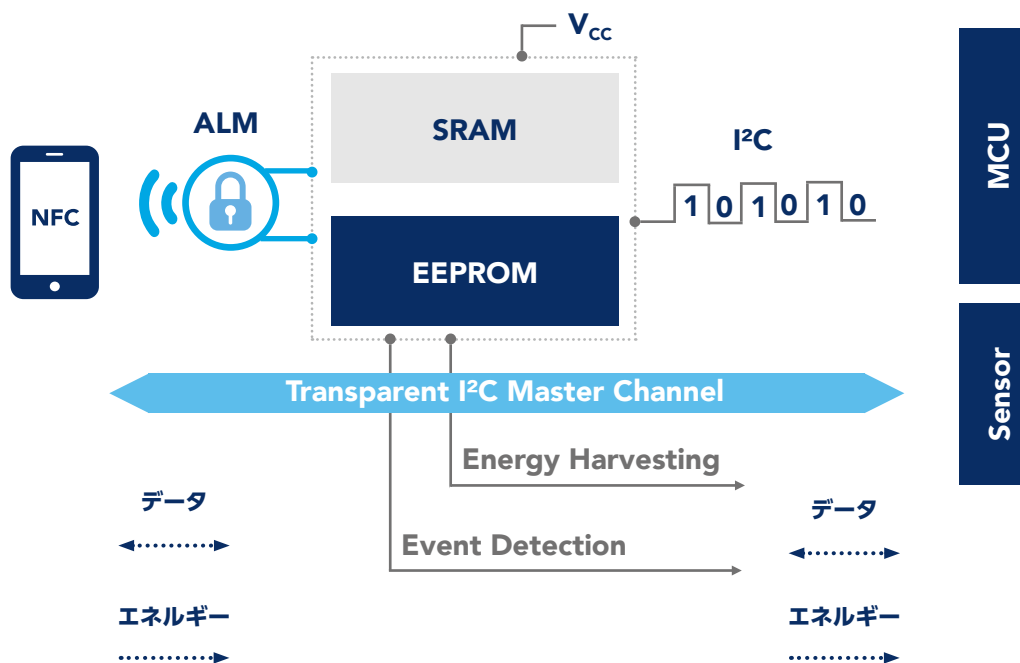 V_CC
ALM
SRAM
I²C
MCU
NFC
1 0 1 0 1 0
EEPROM
Transparent I²C Master Channel
Sensor
Energy Harvesting
データ
データ
Event Detection
エネルギー
エネルギー